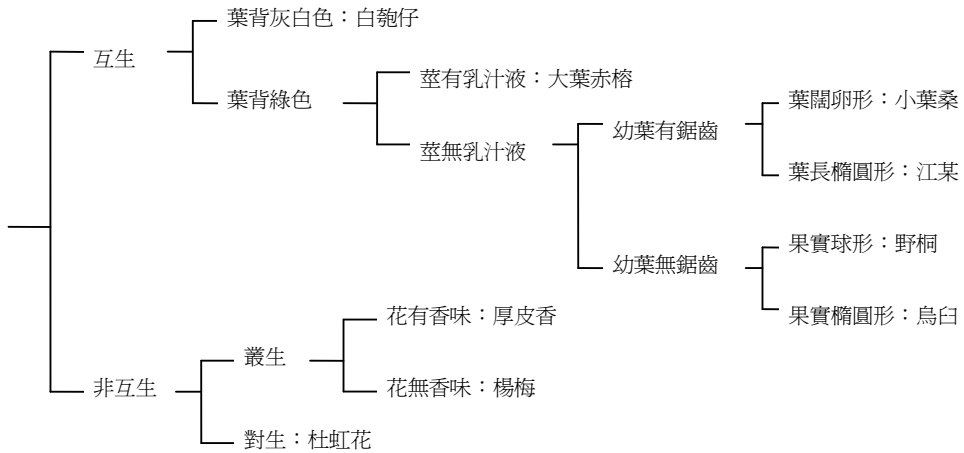 葉背灰白色：白匏仔
互生
葉背綠色
莖有乳汁液：大葉赤榕
葉闊卵形：小葉桑
幼葉有鋸齒
莖無乳汁液
葉長橢圓形：江某
果實球形：野桐
幼葉無鋸齒
果實橢圓形：烏臼
花有香味：厚皮香
叢生
非互生
花無香味：楊梅
對生：杜虹花